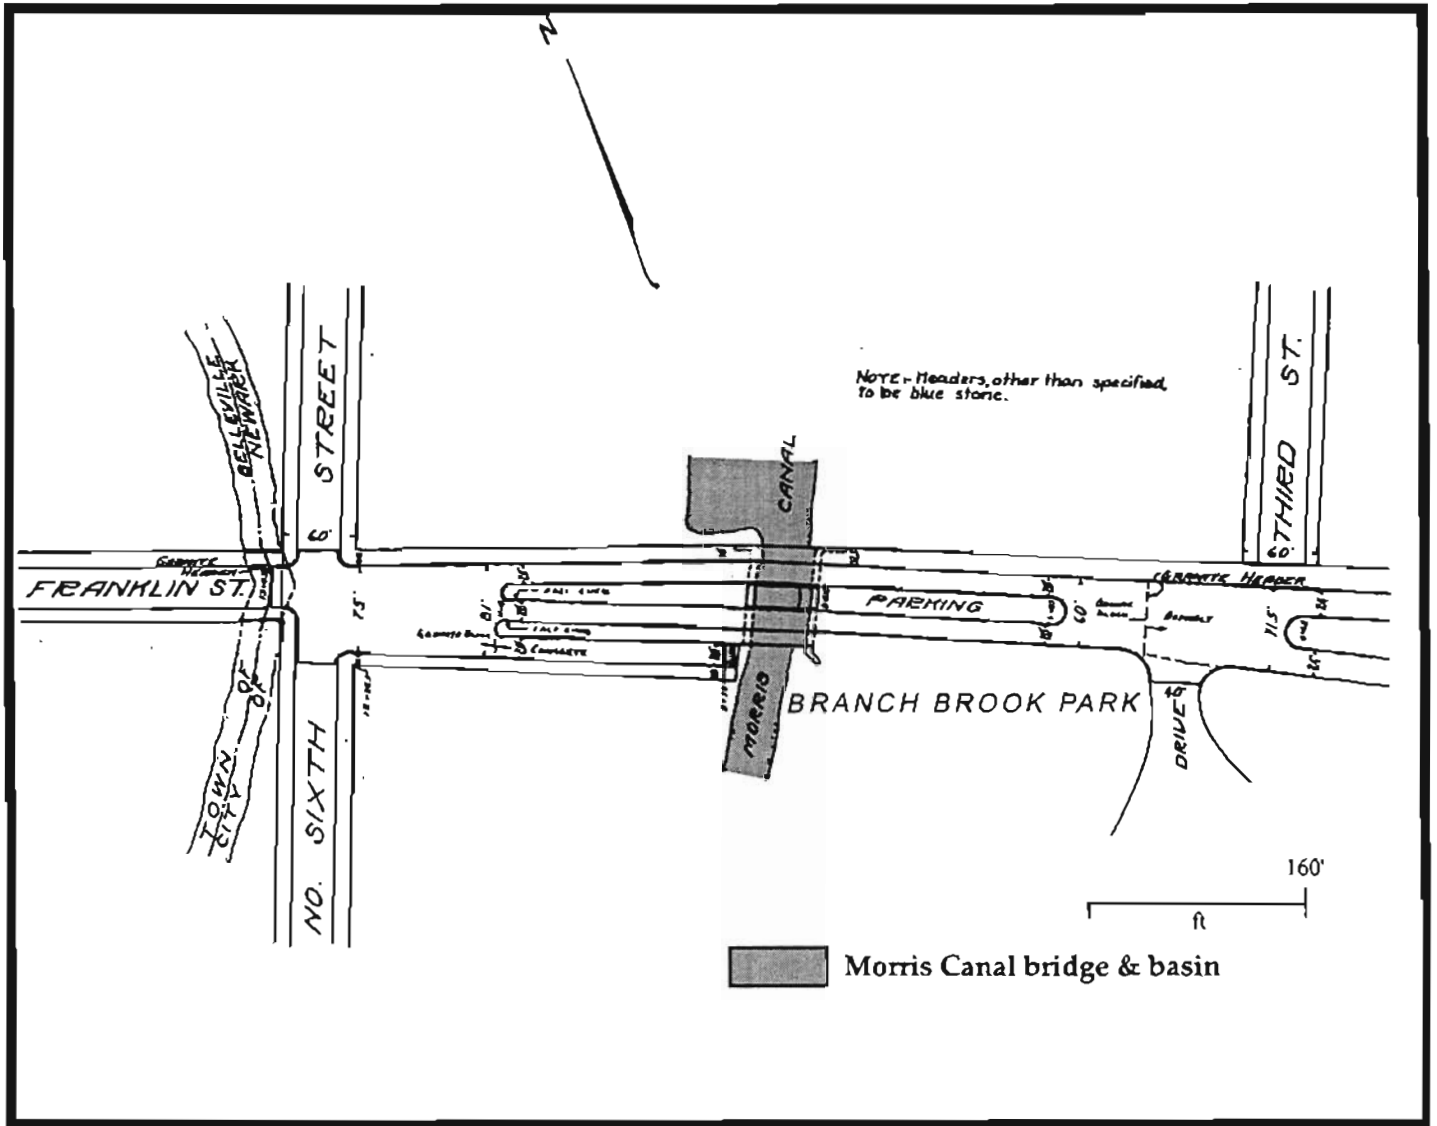 N
NOTE:- Headers, other than specified,
to be blue stone.
BELLEVILLE
NEWARK
STREET
THIRD ST.
CANAL
60'
60'
GRANITE
HEADER
GRANITE HEADER
FRANKLIN ST.
75'
81'
PARKING
60'
71.5'
CONCRETE
BRANCH BROOK PARK
MORRIS
40'
DRIVE
TOWN OF
CITY OF
NO. SIXTH
160'
ft
Morris Canal bridge & basin